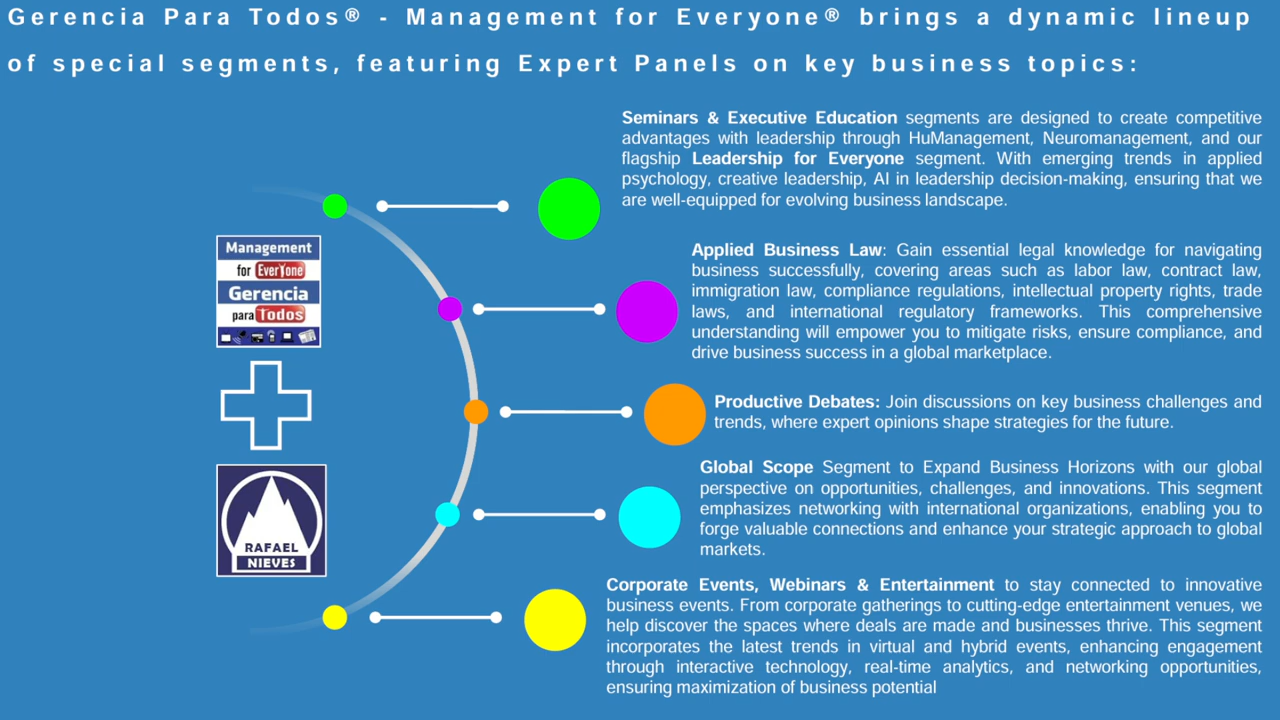 Gerencia Para Todos® - Management for Everyone® brings a dynamic lineup
of special segments, featuring Expert Panels on key business topics:
Seminars & Executive Education segments are designed to create competitive
advantages with leadership through HuManagement, Neuromanagement, and our
flagship Leadership for Everyone segment. With emerging trends in applied
psychology, creative leadership, AI in leadership decision-making, ensuring that we
are well-equipped for evolving business landscape.
Management
for EverYone
Gerencia
para Todos
Applied Business Law: Gain essential legal knowledge for navigating
business successfully, covering areas such as labor law, contract law,
immigration law, compliance regulations, intellectual property rights, trade
laws, and international regulatory frameworks. This comprehensive
understanding will empower you to mitigate risks, ensure compliance, and
drive business success in a global marketplace.
Productive Debates: Join discussions on key business challenges and
trends, where expert opinions shape strategies for the future.
Global Scope Segment to Expand Business Horizons with our global
perspective on opportunities, challenges, and innovations. This segment
emphasizes networking with international organizations, enabling you to
forge valuable connections and enhance your strategic approach to global
markets.
RAFAEL
NIEVES
Corporate Events, Webinars & Entertainment to stay connected to innovative
business events. From corporate gatherings to cutting-edge entertainment venues, we
help discover the spaces where deals are made and businesses thrive. This segment
incorporates the latest trends in virtual and hybrid events, enhancing engagement
through interactive technology, real-time analytics, and networking opportunities,
ensuring maximization of business potential